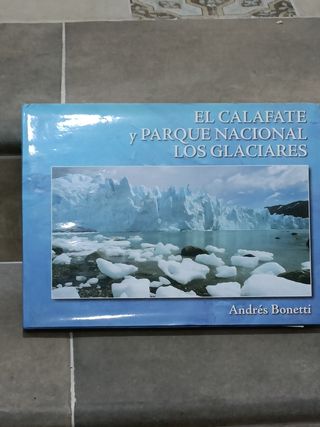 EL CALAFATE
y PARQUE NACIONAL
LOS GLACIARES
Andrés Bonetti